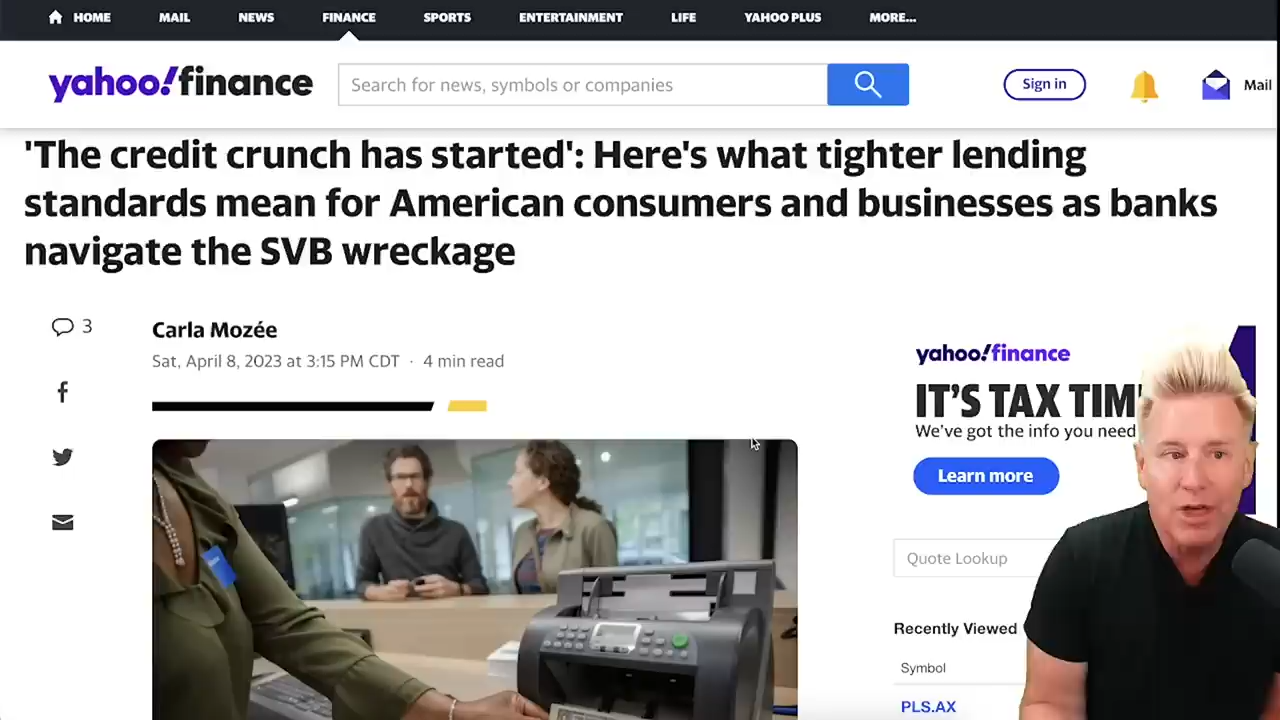 HOME MAIL NEWS FINANCE SPORTS ENTERTAINMENT LIFE YAHOO PLUS MORE...
yahoo!finance
Search for news, symbols or companies
Sign in
Mail
'The credit crunch has started': Here's what tighter lending
standards mean for American consumers and businesses as banks
navigate the SVB wreckage
3
Carla Mozée
Sat, April 8, 2023 at 3:15 PM CDT · 4 min read
yahoo!finance
IT'S TAX TIM
We've got the info you need
Learn more
Quote Lookup
Recently Viewed
Symbol
PLS.AX